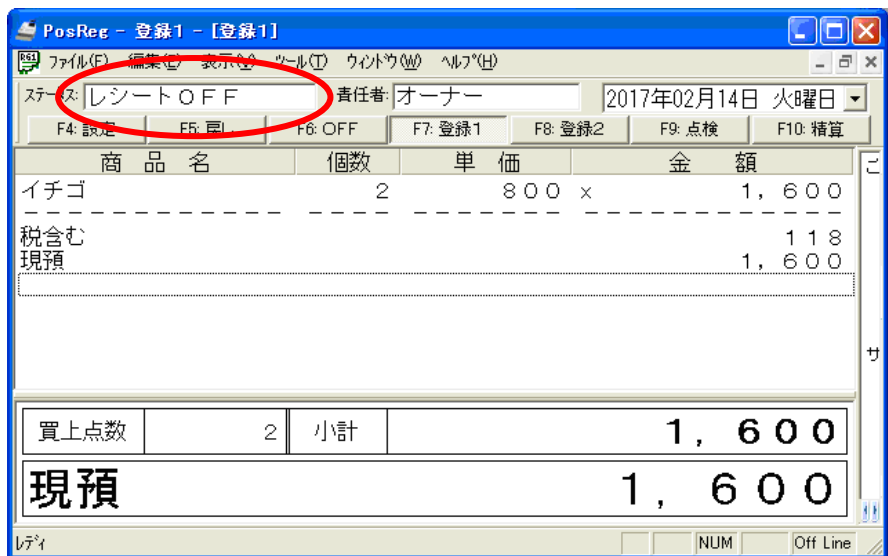 PosReg - 登録1 - [登録1]
ファイル(F) 編集(E) 表示(V) ツール(T) ウィンドウ(W) ヘルプ(H)
ステータス: レシートOFF 責任者: オーナー 2017年02月14日 火曜日
F4: 設定 F5: 戻し F6: OFF F7: 登録1 F8: 登録2 F9: 点検 F10: 精算
商 品 名 個数 単 価 金 額
イチゴ 2 800 x 1,600
税含む 118
現預 1,600
買上点数 2 小計 1,600
現預 1,600
レディ NUM Off Line
ご
サ